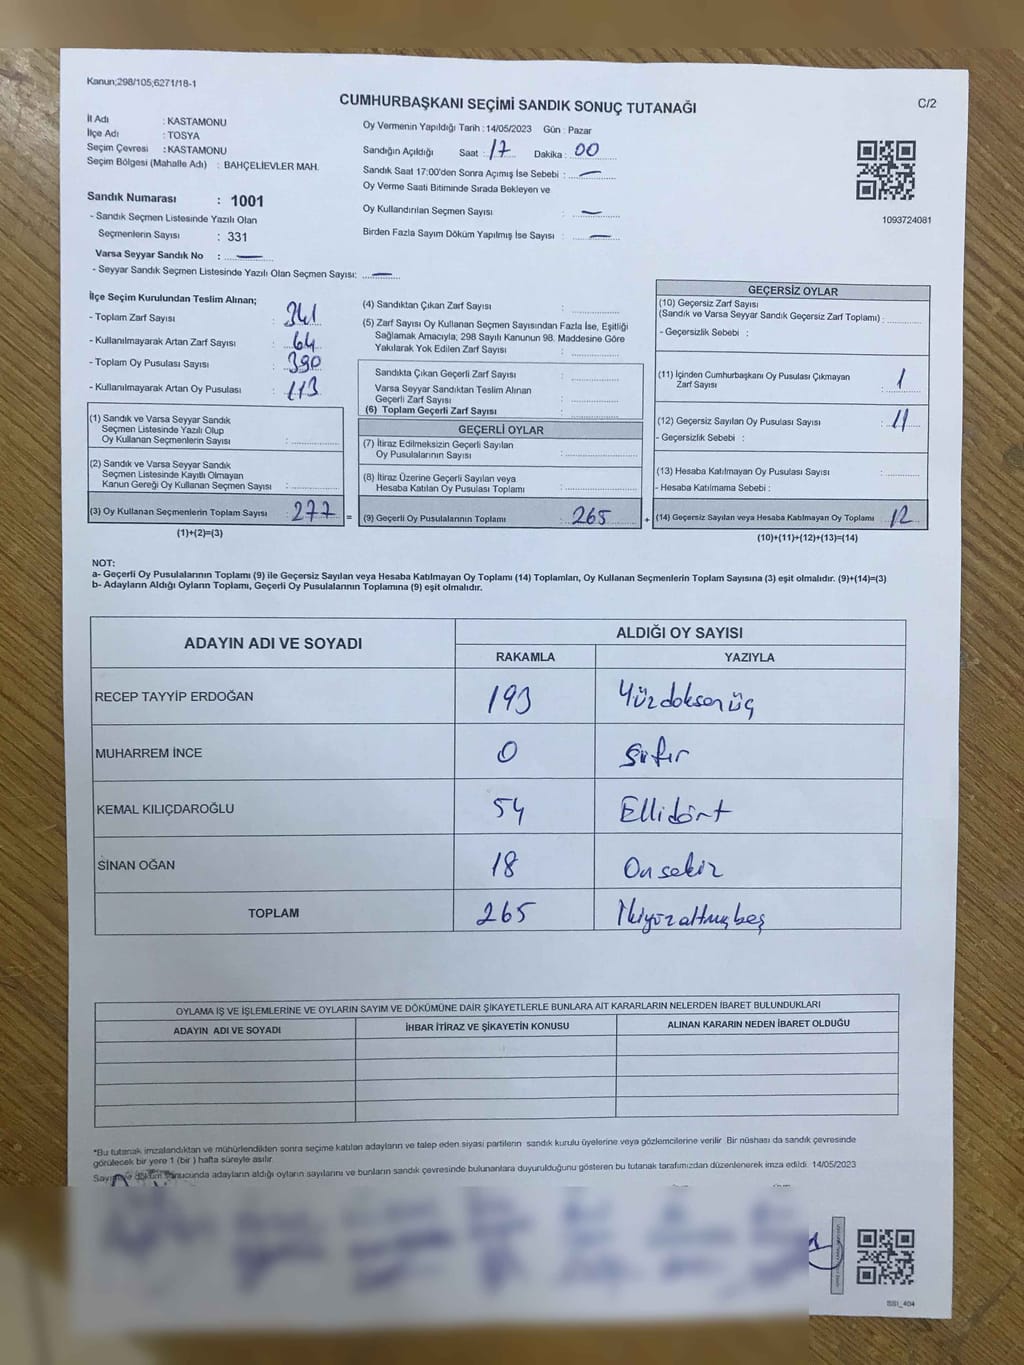 Kanun;298/105;6271/18-1
C/2
CUMHURBAŞKANI SEÇİMİ SANDIK SONUÇ TUTANAĞI
İl Adı : KASTAMONU
İlçe Adı : TOSYA
Seçim Çevresi : KASTAMONU
Seçim Bölgesi (Mahalle Adı) : BAHÇELİEVLER MAH.
Sandık Numarası : 1001
- Sandık Seçmen Listesinde Yazılı Olan
Seçmenlerin Sayısı : 331
Varsa Seyyar Sandık No : —
- Seyyar Sandık Seçmen Listesinde Yazılı Olan Seçmen Sayısı: —
Oy Vermenin Yapıldığı Tarih : 14/05/2023 Gün : Pazar
Sandığın Açıldığı Saat : 17 Dakika : 00
Sandık Saat 17:00'den Sonra Açımış İse Sebebi : —
Oy Verme Saati Bitiminde Sırada Bekleyen ve
Oy Kullandırılan Seçmen Sayısı : —
Birden Fazla Sayım Döküm Yapılmış İse Sayısı : —
1093724081
İlçe Seçim Kurulundan Teslim Alınan;
- Toplam Zarf Sayısı : 341
- Kullanılmayarak Artan Zarf Sayısı : 64
- Toplam Oy Pusulası Sayısı : 390
- Kullanılmayarak Artan Oy Pusulası : 113
(1) Sandık ve Varsa Seyyar Sandık
Seçmen Listesinde Yazılı Olup
Oy Kullanan Seçmenlerin Sayısı :
(2) Sandık ve Varsa Seyyar Sandık
Seçmen Listesinde Kayıtlı Olmayan
Kanun Gereği Oy Kullanan Seçmen Sayısı :
(3) Oy Kullanan Seçmenlerin Toplam Sayısı : 277 =
(1)+(2)=(3)
(4) Sandıktan Çıkan Zarf Sayısı :
(5) Zarf Sayısı Oy Kullanan Seçmen Sayısından Fazla İse, Eşitliği
Sağlamak Amacıyla; 298 Sayılı Kanunun 98. Maddesine Göre
Yakılarak Yok Edilen Zarf Sayısı :
Sandıkta Çıkan Geçerli Zarf Sayısı :
Varsa Seyyar Sandıktan Teslim Alınan
Geçerli Zarf Sayısı :
(6) Toplam Geçerli Zarf Sayısı :
GEÇERLİ OYLAR
(7) İtiraz Edilmeksizin Geçerli Sayılan
Oy Pusulalarının Sayısı :
(8) İtiraz Üzerine Geçerli Sayılan veya
Hesaba Katılan Oy Pusulası Toplamı :
(9) Geçerli Oy Pusulalarının Toplamı : 265 +
GEÇERSİZ OYLAR
(10) Geçersiz Zarf Sayısı
(Sandık ve Varsa Seyyar Sandık Geçersiz Zarf Toplamı) :
- Geçersizlik Sebebi :
(11) İçinden Cumhurbaşkanı Oy Pusulası Çıkmayan
Zarf Sayısı : 1
(12) Geçersiz Sayılan Oy Pusulası Sayısı : 11
- Geçersizlik Sebebi :
(13) Hesaba Katılmayan Oy Pusulası Sayısı :
- Hesaba Katılmama Sebebi :
(14) Geçersiz Sayılan veya Hesaba Katılmayan Oy Toplamı : 12
(10)+(11)+(12)+(13)=(14)
NOT:
a- Geçerli Oy Pusulalarının Toplamı (9) ile Geçersiz Sayılan veya Hesaba Katılmayan Oy Toplamı (14) Toplamları, Oy Kullanan Seçmenlerin Toplam Sayısına (3) eşit olmalıdır. (9)+(14)=(3)
b- Adayların Aldığı Oyların Toplamı, Geçerli Oy Pusulalarının Toplamına (9) eşit olmalıdır.
ADAYIN ADI VE SOYADI ALDIĞI OY SAYISI
RAKAMLA YAZIYLA
RECEP TAYYİP ERDOĞAN 193 Yüzdoksanüç
MUHARREM İNCE 0 Sıfır
KEMAL KILIÇDAROĞLU 54 Ellidört
SİNAN OĞAN 18 Onsekiz
TOPLAM 265 İkiyüzaltmışbeş
OYLAMA İŞ VE İŞLEMLERİNE VE OYLARIN SAYIM VE DÖKÜMÜNE DAİR ŞİKAYETLERLE BUNLARA AİT KARARLARIN NELERDEN İBARET BULUNDUKLARI
ADAYIN ADI VE SOYADI İHBAR İTİRAZ VE ŞİKAYETİN KONUSU ALINAN KARARIN NEDEN İBARET OLDUĞU
*Bu tutanak imzalandıktan ve mühürlendikten sonra seçime katılan adayların ve talep eden siyasi partilerin sandık kurulu üyelerine veya gözlemcilerine verilir. Bir nüshası da sandık çevresinde
görülecek bir yere 1 (bir ) hafta süreyle asılır.
Sayım ve döküm sonucunda adayların aldığı oyların sayılarını ve bunların sandık çevresinde bulunanlara duyurulduğunu gösteren bu tutanak tarafımızdan düzenlenerek imza edildi. 14/05/2023
BSI_404